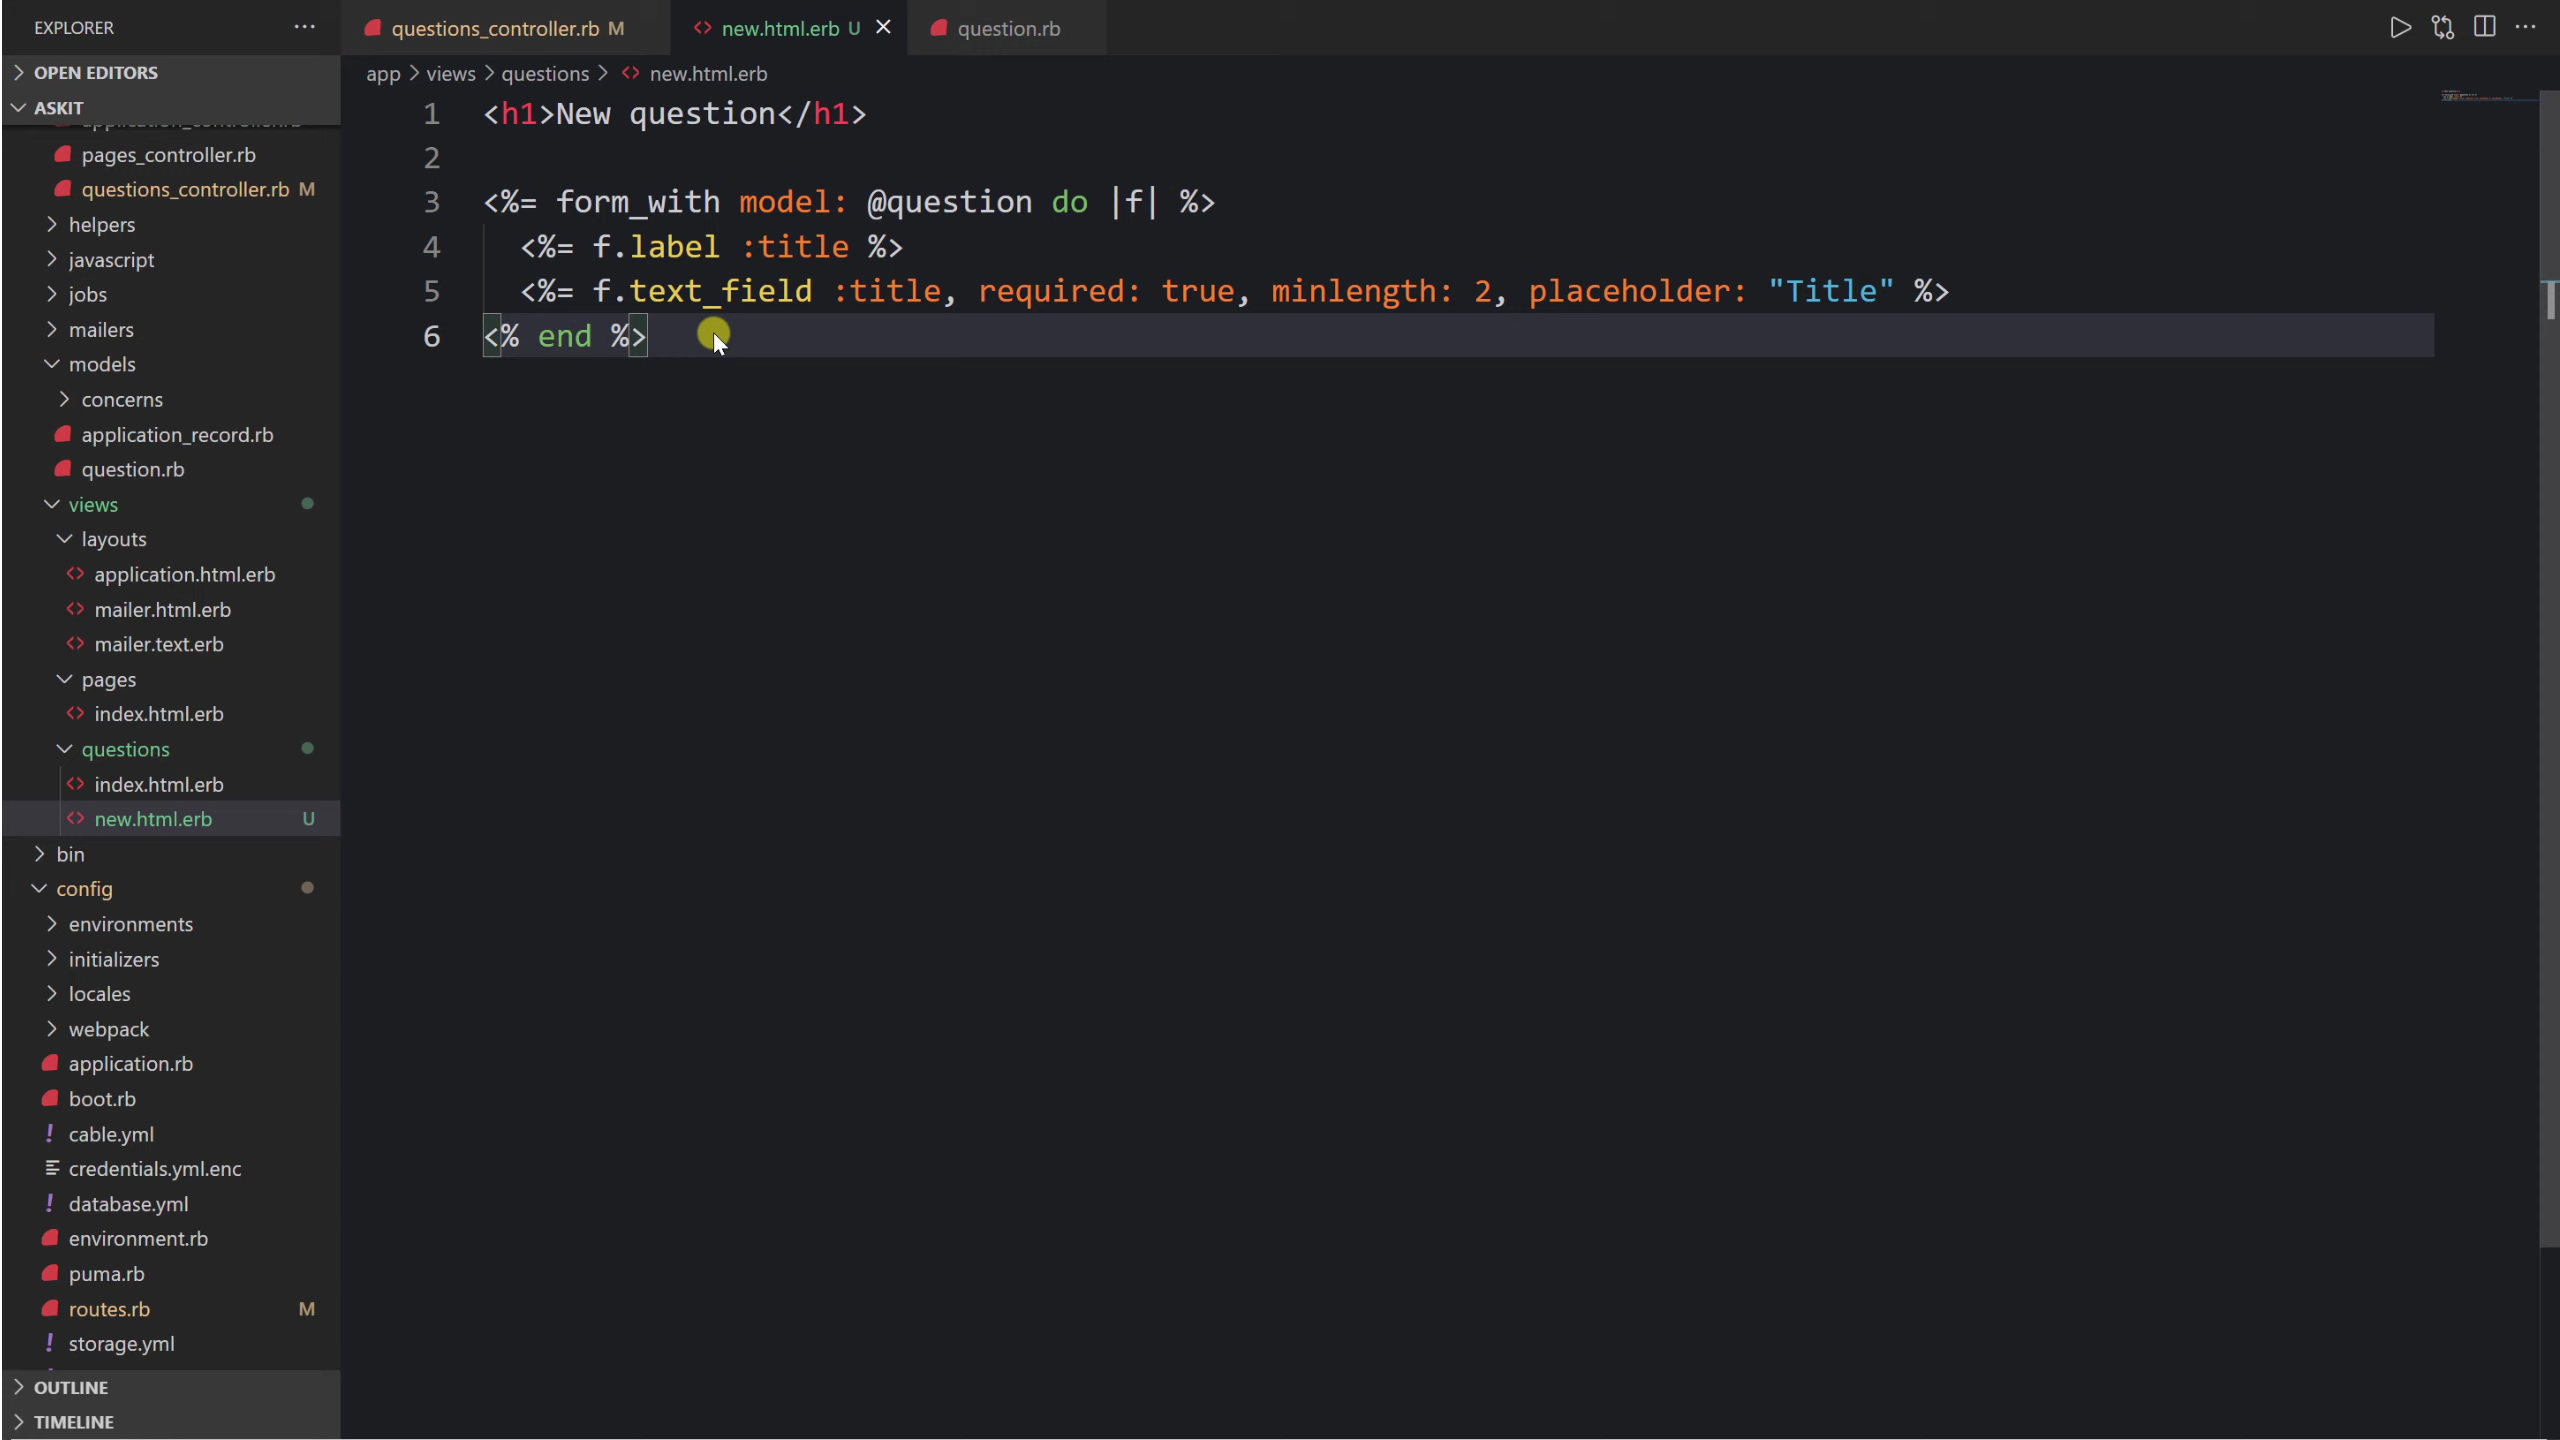 EXPLORER
questions_controller.rb M
new.html.erb U
question.rb
OPEN EDITORS
ASKIT
app > views > questions > new.html.erb
application_controller.rb
pages_controller.rb
questions_controller.rb M
helpers
javascript
jobs
mailers
models
concerns
application_record.rb
question.rb
views
layouts
application.html.erb
mailer.html.erb
mailer.text.erb
pages
index.html.erb
questions
index.html.erb
new.html.erb U
bin
config
environments
initializers
locales
webpack
application.rb
boot.rb
cable.yml
credentials.yml.enc
database.yml
environment.rb
puma.rb
routes.rb M
storage.yml
OUTLINE
TIMELINE
1 <h1>New question</h1>
2
3 <%= form_with model: @question do |f| %>
4 <%= f.label :title %>
5 <%= f.text_field :title, required: true, minlength: 2, placeholder: "Title" %>
6 <% end %>